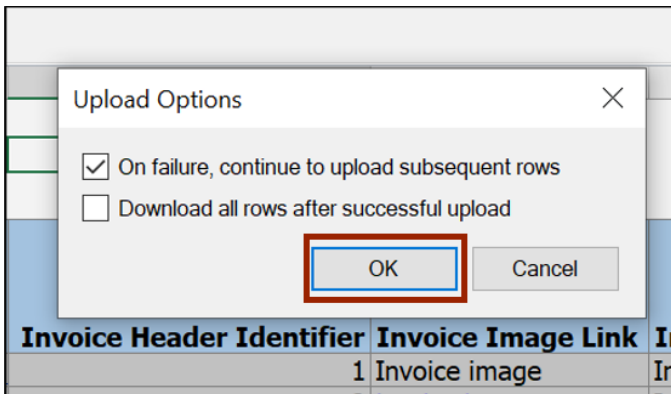 Upload Options
On failure, continue to upload subsequent rows
Download all rows after successful upload
OK Cancel
Invoice Header Identifier Invoice Image Link
1 Invoice image